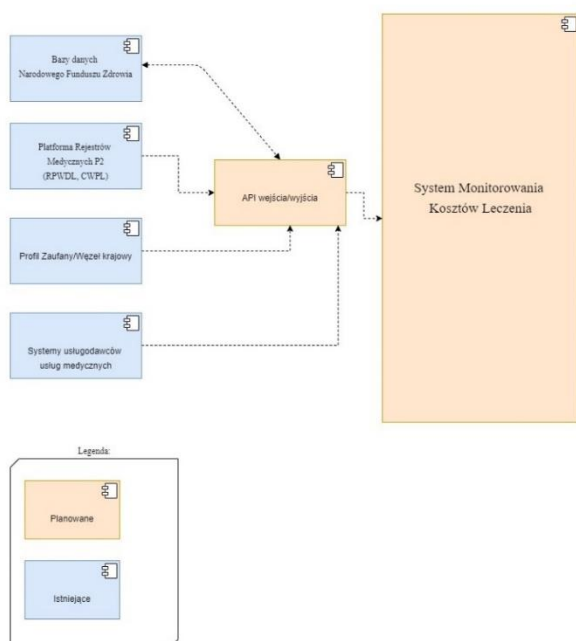 Bazy danych
Narodowego Funduszu Zdrowia
Platforma Rejestrów
Medycznych P2
(RPWDL, CWPL)
API wejścia/wyjścia
System Monitorowania
Kosztów Leczenia
Profil Zaufany/Węzeł krajowy
Systemy usługodawców
usług medycznych
Legenda:
Planowane
Istniejące